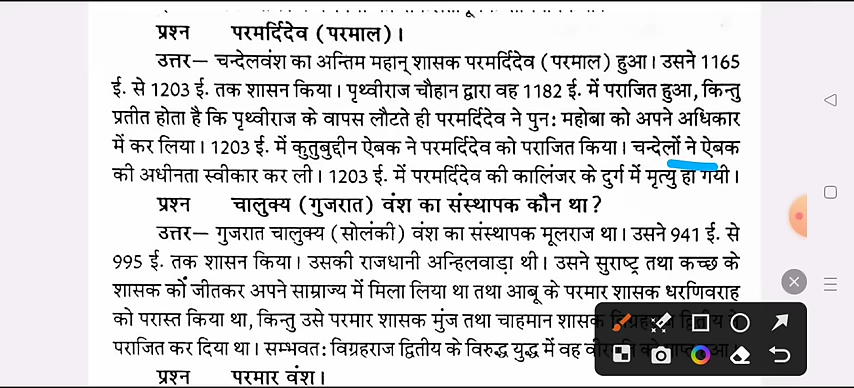 प्रश्न परमर्दिदेव (परमाल)।
उत्तर— चन्देलवंश का अन्तिम महान् शासक परमर्दिदेव (परमाल) हुआ। उसने 1165
ई. से 1203 ई. तक शासन किया। पृथ्वीराज चौहान द्वारा वह 1182 ई. में पराजित हुआ, किन्तु
प्रतीत होता है कि पृथ्वीराज के वापस लौटते ही परमर्दिदेव ने पुन: महोबा को अपने अधिकार
में कर लिया। 1203 ई. में कुतुबुद्दीन ऐबक ने परमर्दिदेव को पराजित किया। चन्देलों ने ऐबक
की अधीनता स्वीकार कर ली। 1203 ई. में परमर्दिदेव की कालिंजर के दुर्ग में मृत्यु हो गयी।
प्रश्न चालुक्य (गुजरात) वंश का संस्थापक कौन था?
उत्तर— गुजरात चालुक्य (सोलंकी) वंश का संस्थापक मूलराज था। उसने 941 ई. से
995 ई. तक शासन किया। उसकी राजधानी अन्हिलवाड़ा थी। उसने सुराष्ट्र तथा कच्छ के
शासक कों जीतकर अपने साम्राज्य में मिला लिया था तथा आबू के परमार शासक धरणिवराह
को परास्त किया था, किन्तु उसे परमार शासक मुंज तथा चाहमान शासक
पराजित कर दिया था। सम्भवत: विग्रहराज द्वितीय के विरुद्ध युद्ध में वह
प्रश्न परमार वंश।